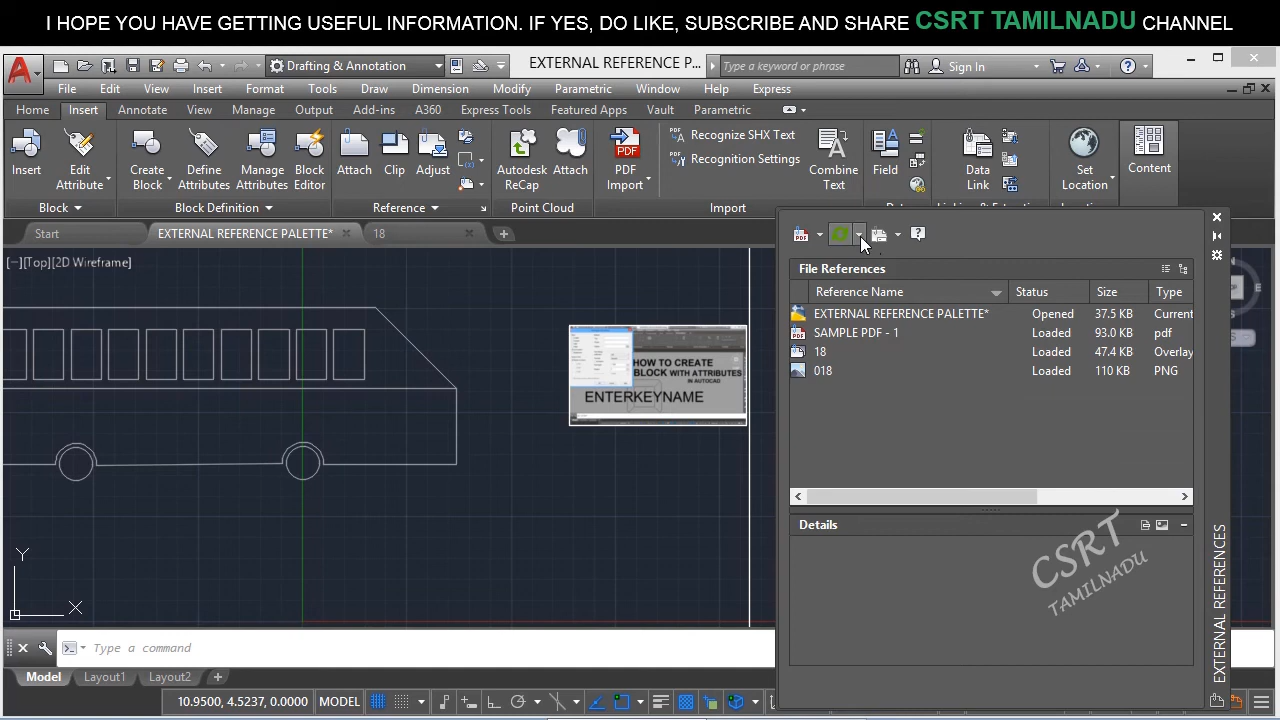 I HOPE YOU HAVE GETTING USEFUL INFORMATION. IF YES, DO LIKE, SUBSCRIBE AND SHARE CSRT TAMILNADU CHANNEL
Drafting & Annotation
EXTERNAL REFERENCE P...
Type a keyword or phrase
Sign In
File Edit View Insert Format Tools Draw Dimension Modify Parametric Window Help Express
Home Insert Annotate View Manage Output Add-ins A360 Express Tools Featured Apps Vault Parametric
Insert
Edit Attribute
Create Block
Define Attributes
Manage Attributes
Block Editor
Attach
Clip
Adjust
Autodesk ReCap
Attach
PDF
PDF Import
Recognize SHX Text
Recognition Settings
Combine Text
Field
Data Link
Set Location
Content
Block
Block Definition
Reference
Point Cloud
Import
Start
EXTERNAL REFERENCE PALETTE*
18
[−][Top][2D Wireframe]
File References
Reference Name Status Size Type
EXTERNAL REFERENCE PALETTE* Opened 37.5 KB Current
SAMPLE PDF - 1 Loaded 93.0 KB pdf
18 Loaded 47.4 KB Overlay
018 Loaded 110 KB PNG
HOW TO CREATE
BLOCK WITH ATTRIBUTES
IN AUTOCAD
ENTERKEYNAME
Details
CSRT
TAMILNADU
EXTERNAL REFERENCES
Y
X
Type a command
Model Layout1 Layout2
10.9500, 4.5237, 0.0000 MODEL